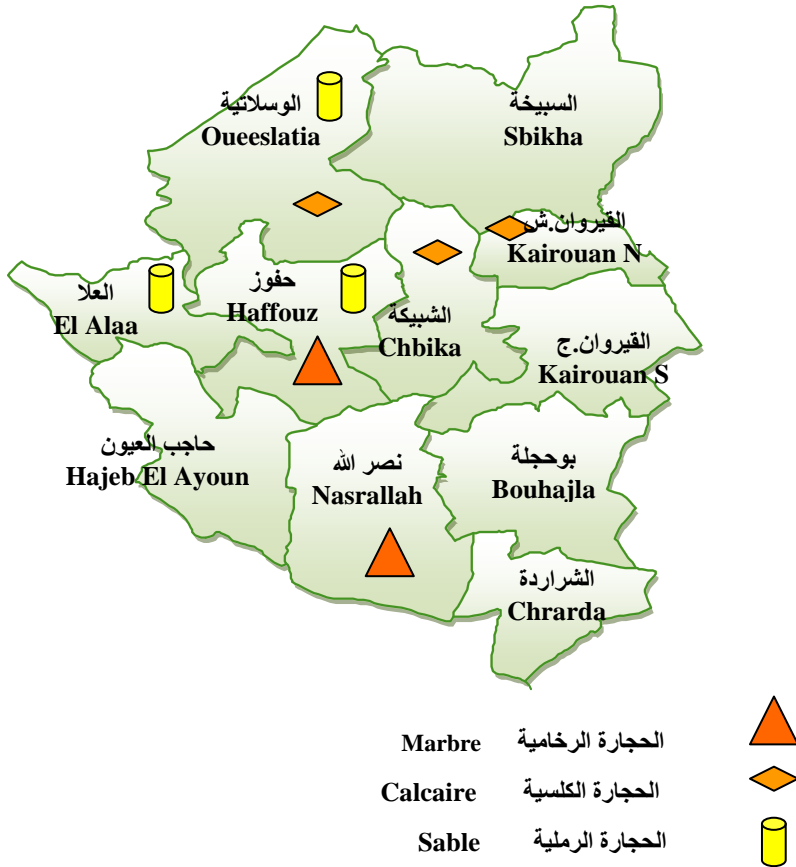 الوسلاتية
Oueeslatia
السبيخة
Sbikha
القيروان.ش
Kairouan N
العلا
El Alaa
حفوز
Haffouz
الشبيكة
Chbika
القيروان.ج
Kairouan S
حاجب العيون
Hajeb El Ayoun
نصر الله
Nasrallah
بوحجلة
Bouhajla
الشراردة
Chrarda
Marbre الحجارة الرخامية
Calcaire الحجارة الكلسية
Sable الحجارة الرملية